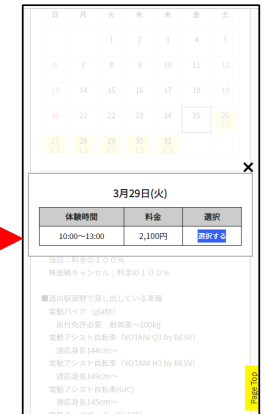 日 月 火 水 木 金 土
1 2 3 4 5
6 7 8 9 10 11 12
13 14 15 16 17 18 19
20 21 22 23 24 25 26
27 28 29 30 31
×
3月29日(火)
体験時間 料金 選択
10:00～13:00 2,100円 選択する
当日：料金の１００％
無連絡キャンセル：料金の１００％
■道の駅莅野で貸し出している車種
電動バイク（glafit）
原付免許必要 耐荷重～100kg
電動アシスト自転車（VOTANI Q3 by BESV）
適応身長144cm～
電動アシスト自転車（VOTANI H3 by BESV）
適応身長149cm～
電動アシスト自転車(GIC)
適応身長145cm～
Page Top